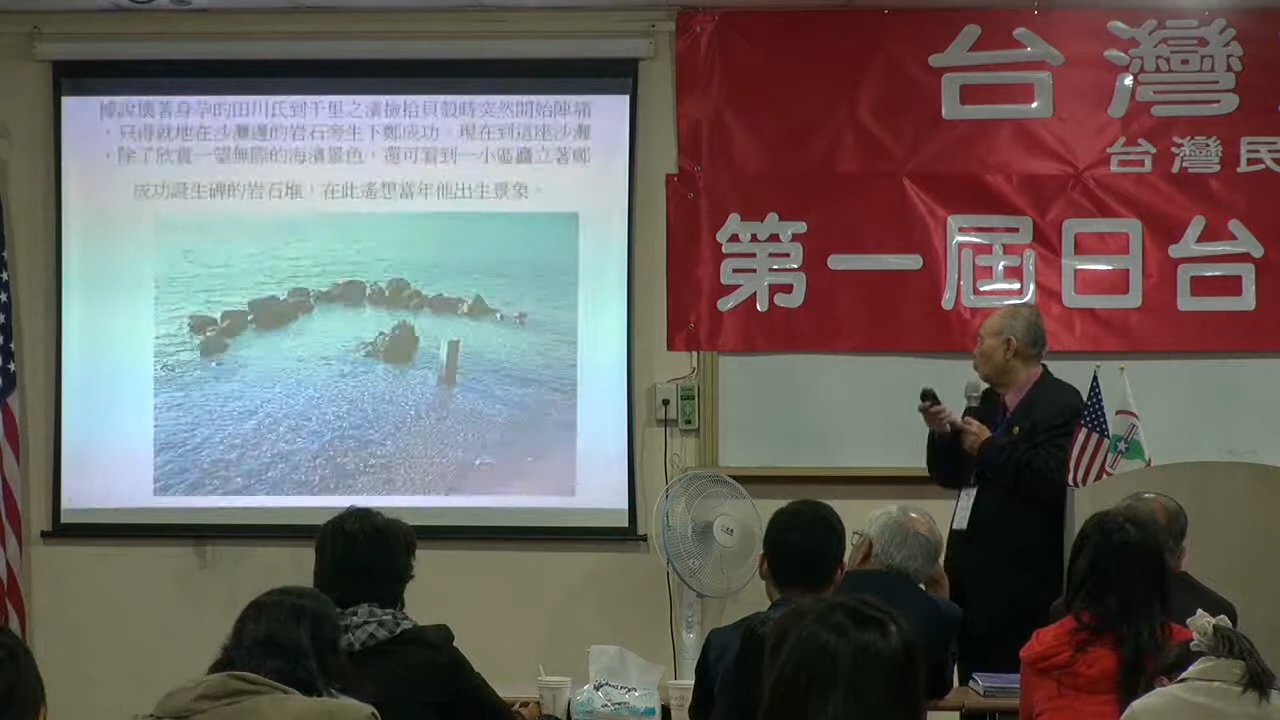 傳說懷著身孕的田川氏到千里之濱撿拾貝殼時突然開始陣痛
，只得就地在沙灘邊的岩石旁生下鄭成功，現在到這座沙灘
，除了欣賞一望無際的海濱景色，還可看到一小區矗立著鄭
成功誕生碑的岩石堆，在此遙想當年他出生景象。
台灣
台灣民
第一屆日台